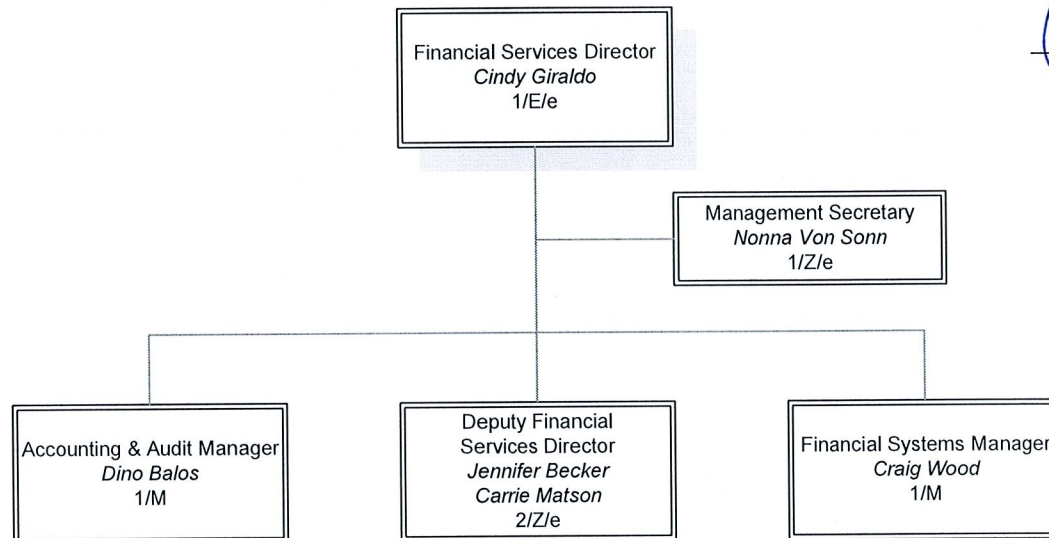 Financial Services Director
Cindy Giraldo
1/E/e
Management Secretary
Nonna Von Sonn
1/Z/e
Accounting & Audit Manager
Dino Balos
1/M
Deputy Financial
Services Director
Jennifer Becker
Carrie Matson
2/Z/e
Financial Systems Manager
Craig Wood
1/M